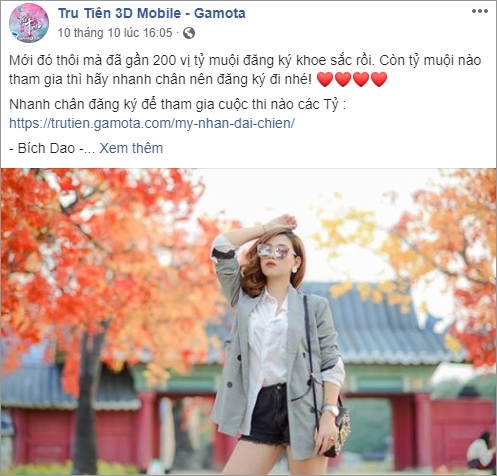 Tru Tiên 3D Mobile - Gamota
10 tháng 10 lúc 16:05 ·
Mới đó thôi mà đã gần 200 vị tỷ muội đăng ký khoe sắc rồi. Còn tỷ muội nào
tham gia thì hãy nhanh chân nên đăng ký đi nhé! ❤❤❤❤
Nhanh chân đăng ký để tham gia cuộc thi nào các Tỷ :
https://trutien.gamota.com/my-nhan-dai-chien/
- Bích Dao -... Xem thêm